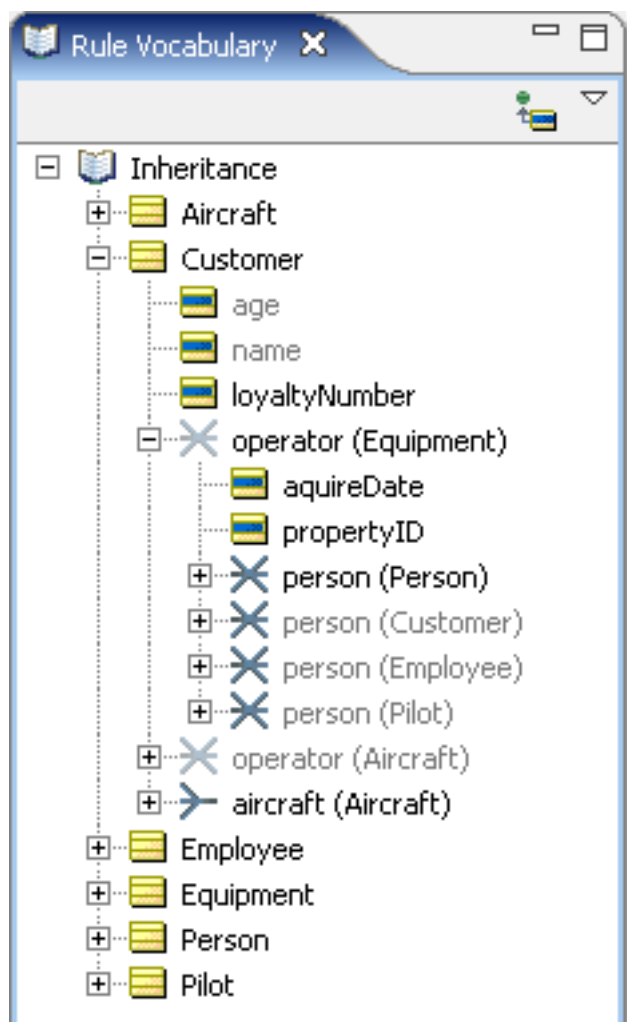 Rule Vocabulary
Inheritance
Aircraft
Customer
age
name
loyaltyNumber
operator (Equipment)
aquireDate
propertyID
person (Person)
person (Customer)
person (Employee)
person (Pilot)
operator (Aircraft)
aircraft (Aircraft)
Employee
Equipment
Person
Pilot